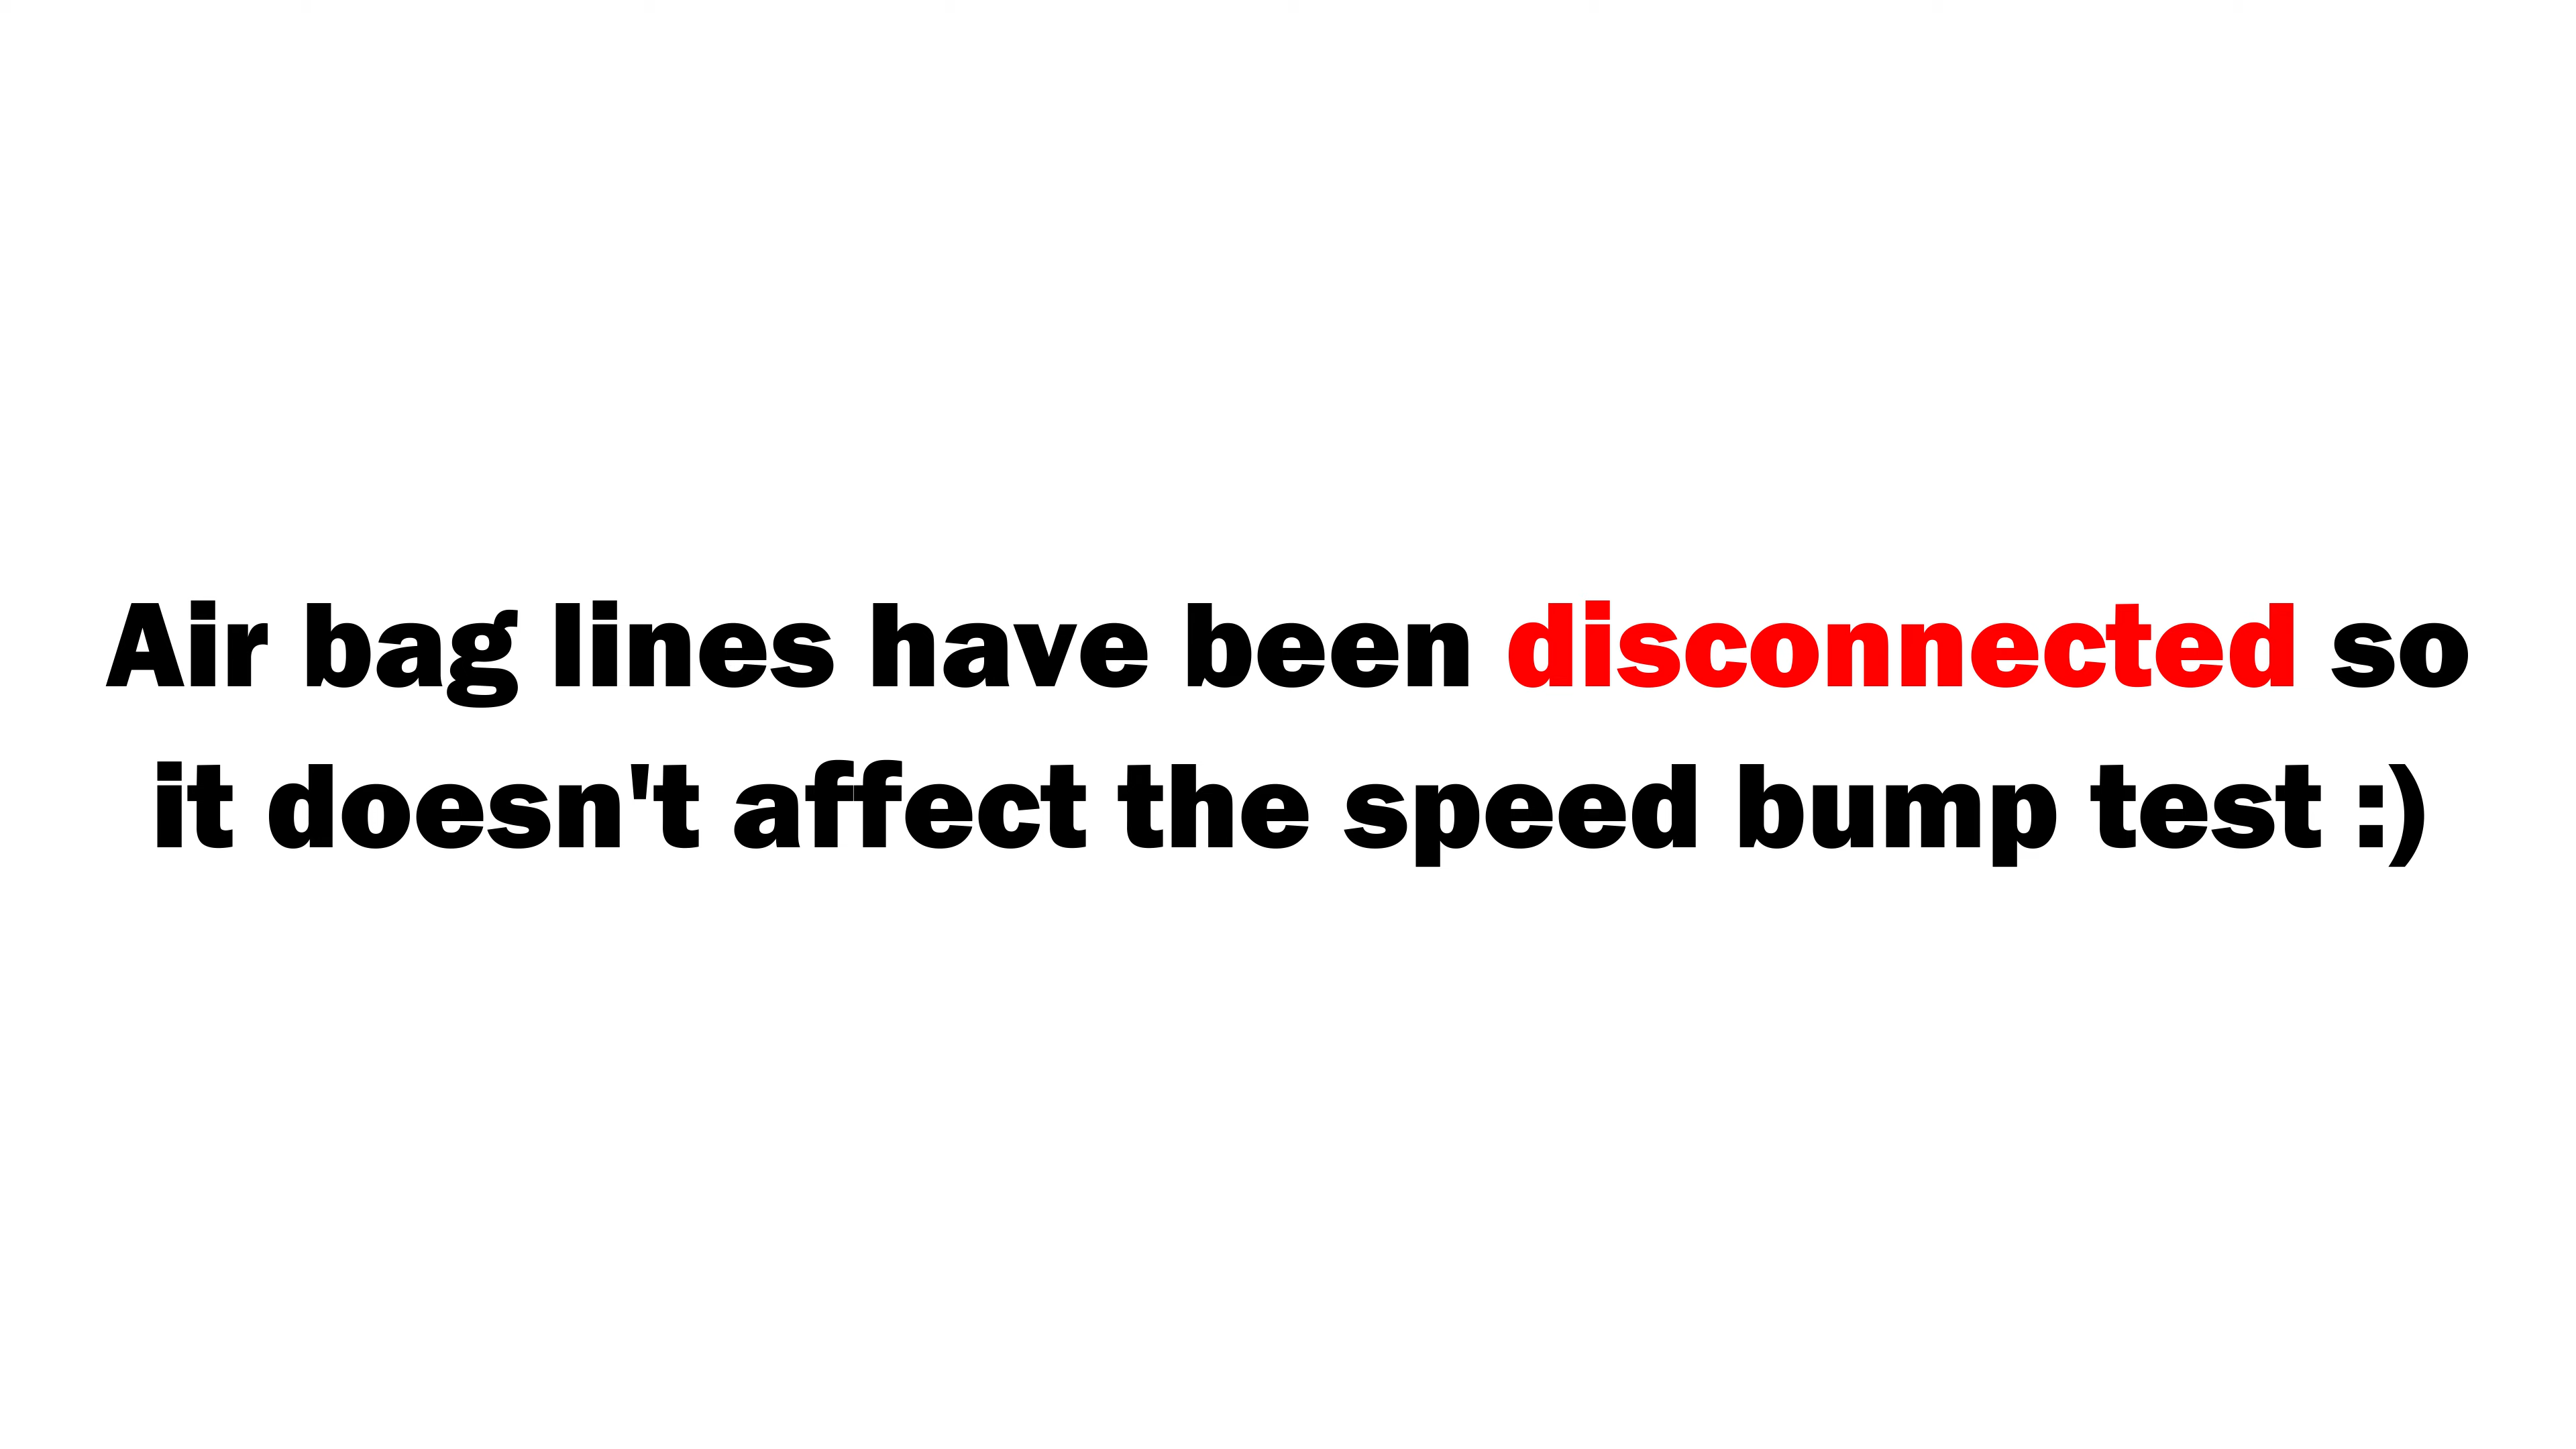 Air bag lines have been disconnected so
it doesn't affect the speed bump test :)